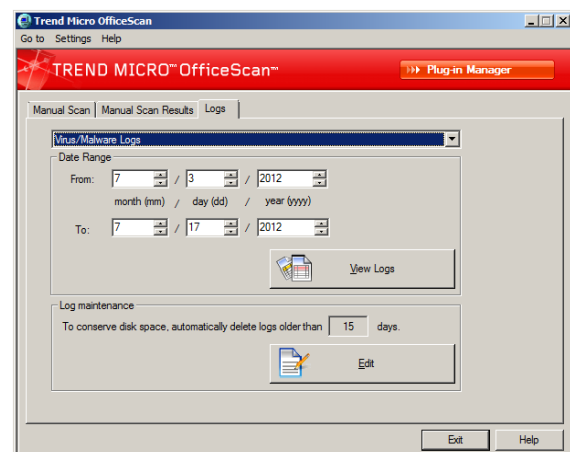 Trend Micro OfficeScan
Go to Settings Help
TREND MICRO™ OfficeScan™ Plug-in Manager
Manual Scan Manual Scan Results Logs
Virus/Malware Logs
Date Range
From: 7 / 3 / 2012
month (mm) / day (dd) / year (yyyy)
To: 7 / 17 / 2012
View Logs
Log maintenance
To conserve disk space, automatically delete logs older than 15 days.
Edit
Exit Help